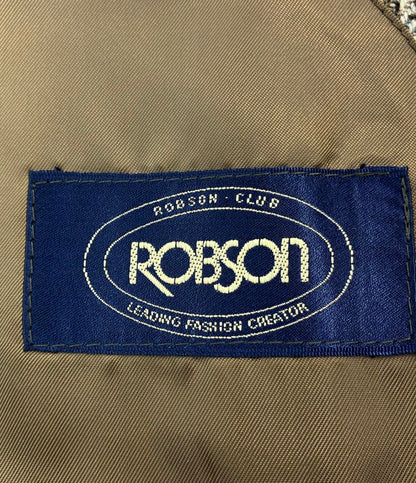 ROBSON · CLUB
ROBSON
LEADING FASHION CREATOR